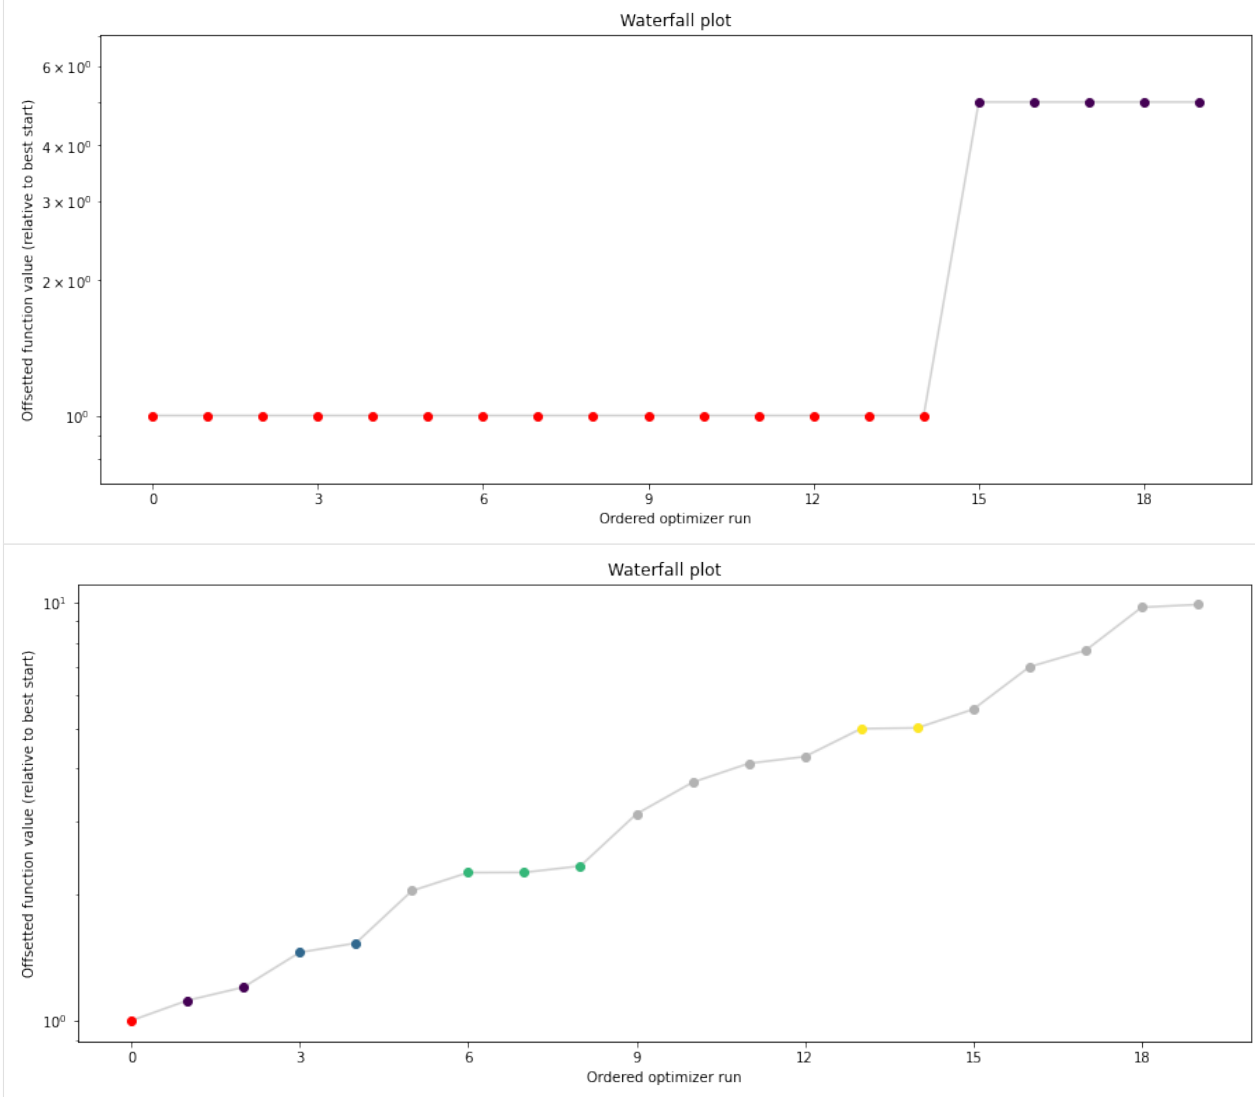 Waterfall plot
Offsetted function value (relative to best start)
6 × 10⁰
4 × 10⁰
3 × 10⁰
2 × 10⁰
10⁰
0 3 6 9 12 15 18
Ordered optimizer run
Waterfall plot
Offsetted function value (relative to best start)
10¹
10⁰
0 3 6 9 12 15 18
Ordered optimizer run